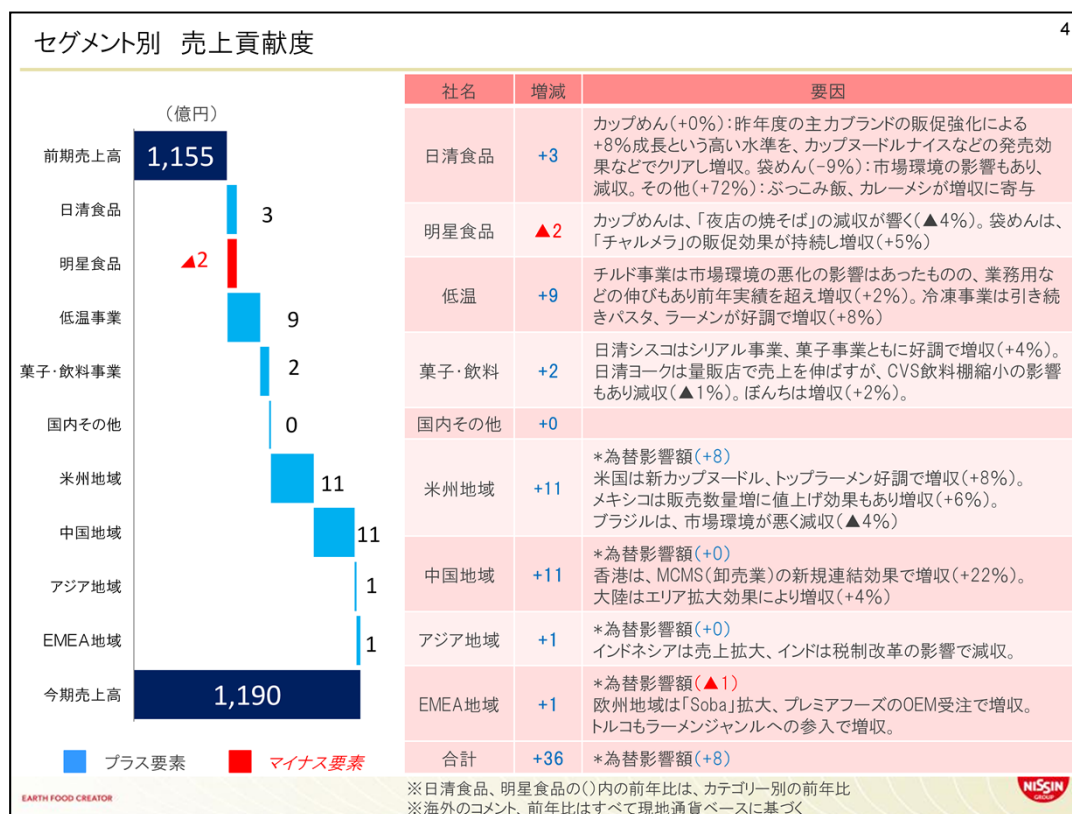 4
セグメント別 売上貢献度
(億円)
前期売上高 1,155
日清食品 3
明星食品 ▲2
低温事業 9
菓子・飲料事業 2
国内その他 0
米州地域 11
中国地域 11
アジア地域 1
EMEA地域 1
今期売上高 1,190
プラス要素 マイナス要素
社名 増減 要因
日清食品 +3
カップめん(+0%):昨年度の主力ブランドの販促強化による
+8%成長という高い水準を、カップヌードルナイスなどの発売効
果などでクリアし増収。袋めん(-9%):市場環境の影響もあり、
減収。その他(+72%):ぶっこみ飯、カレーメシが増収に寄与
明星食品 ▲2
カップめんは、「夜店の焼そば」の減収が響く(▲4%)。袋めんは、
「チャルメラ」の販促効果が持続し増収(+5%)
低温 +9
チルド事業は市場環境の悪化の影響はあったものの、業務用な
どの伸びもあり前年実績を超え増収(+2%)。冷凍事業は引き続
きパスタ、ラーメンが好調で増収(+8%)
菓子・飲料 +2
日清シスコはシリアル事業、菓子事業ともに好調で増収(+4%)。
日清ヨークは量販店で売上を伸ばすが、CVS飲料棚縮小の影響
もあり減収(▲1%)。ぼんちは増収(+2%)。
国内その他 +0
米州地域 +11
*為替影響額(+8)
米国は新カップヌードル、トップラーメン好調で増収(+8%)。
メキシコは販売数量増に値上げ効果もあり増収(+6%)。
ブラジルは、市場環境が悪く減収(▲4%)
中国地域 +11
*為替影響額(+0)
香港は、MCMS(卸売業)の新規連結効果で増収(+22%)。
大陸はエリア拡大効果により増収(+4%)
アジア地域 +1
*為替影響額(+0)
インドネシアは売上拡大、インドは税制改革の影響で減収。
EMEA地域 +1
*為替影響額(▲1)
欧州地域は「Soba」拡大、プレミアフーズのOEM受注で増収。
トルコもラーメンジャンルへの参入で増収。
合計 +36 *為替影響額(+8)
※日清食品、明星食品の()内の前年比は、カテゴリー別の前年比
※海外のコメント、前年比はすべて現地通貨ベースに基づく
EARTH FOOD CREATOR
NISSIN
GROUP